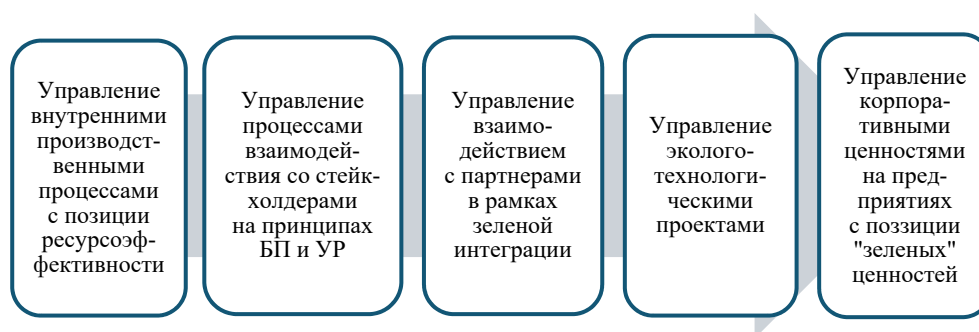 Управление
внутренними
производст-
венными
процессами
с позиции
ресурсоэф-
фективности
Управление
процессами
взаимодей-
ствия со стейк-
холдерами
на принципах
БП и УР
Управление
взаимо-
действием
с партнерами
в рамках
зеленой
интеграции
Управление
эколого-
технологи-
ческими
проектами
Управление
корпора-
тивными
ценностями
на пред-
приятиях
с поззиции
"зеленых"
ценностей